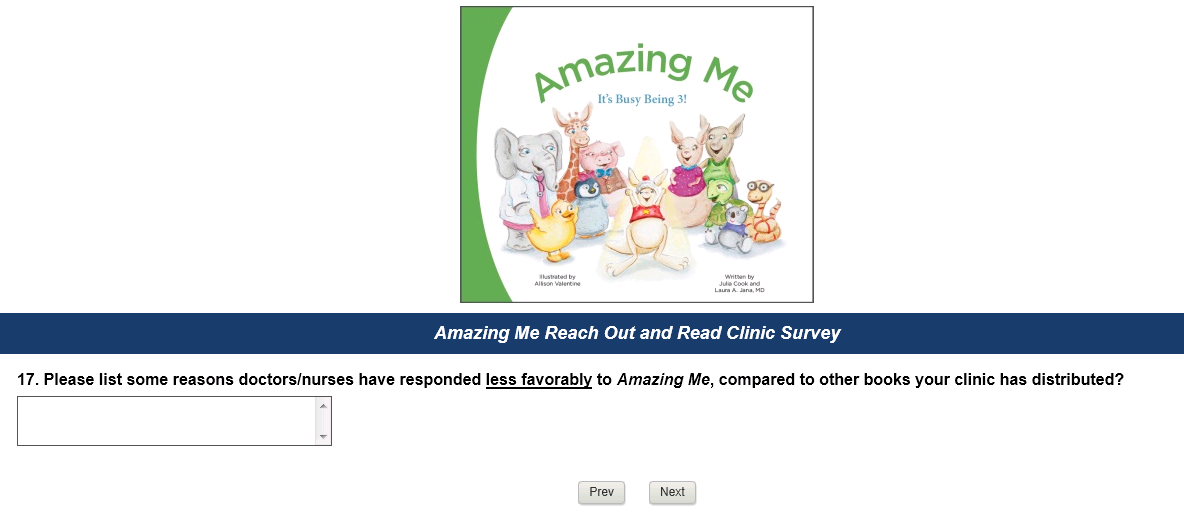 Amazing Me
It's Busy Being 3!
Illustrated by
Allison Valentine
Written by
Julia Cook and
Laura A. Jana, MD
Amazing Me Reach Out and Read Clinic Survey
17. Please list some reasons doctors/nurses have responded less favorably to Amazing Me, compared to other books your clinic has distributed?
Prev
Next